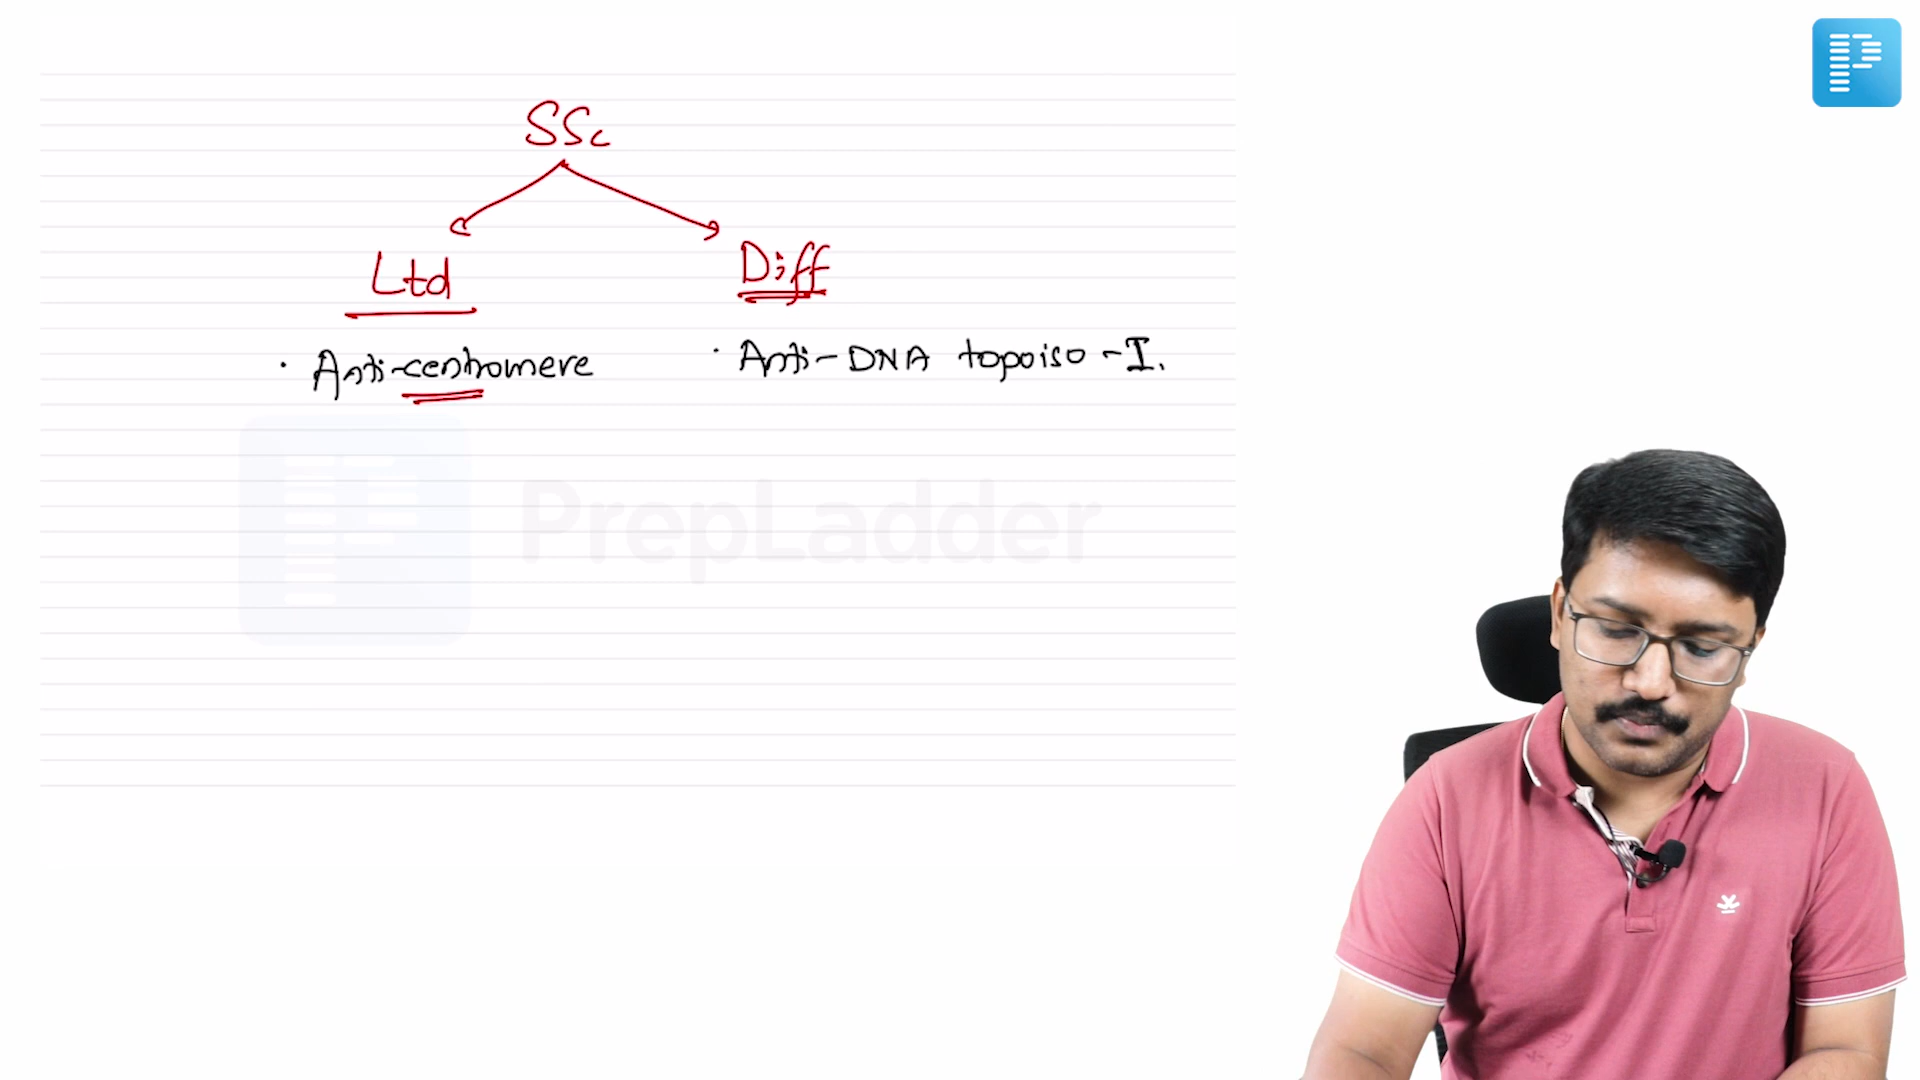 SSc
Ltd Diff
· Anti-centromere · Anti-DNA topoiso-I.
PrepLadder